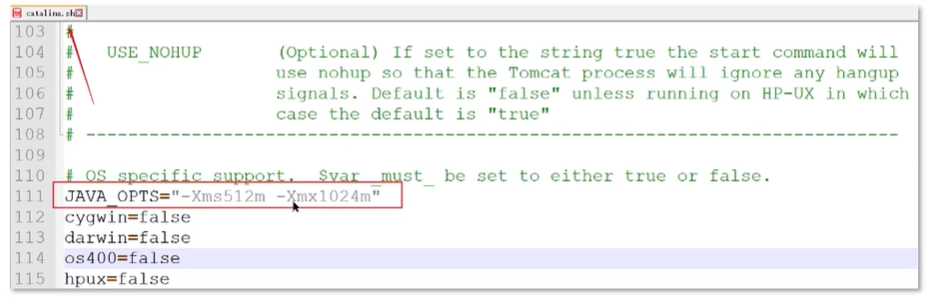 catalina.sh
103 #
104 # USE_NOHUP (Optional) If set to the string true the start command will
105 # use nohup so that the Tomcat process will ignore any hangup
106 # signals. Default is "false" unless running on HP-UX in which
107 # case the default is "true"
108 # -----------------------------------------------------------------------------
109
110 # OS specific support. $var _must_ be set to either true or false.
111 JAVA_OPTS="-Xms512m -Xmx1024m"
112 cygwin=false
113 darwin=false
114 os400=false
115 hpux=false